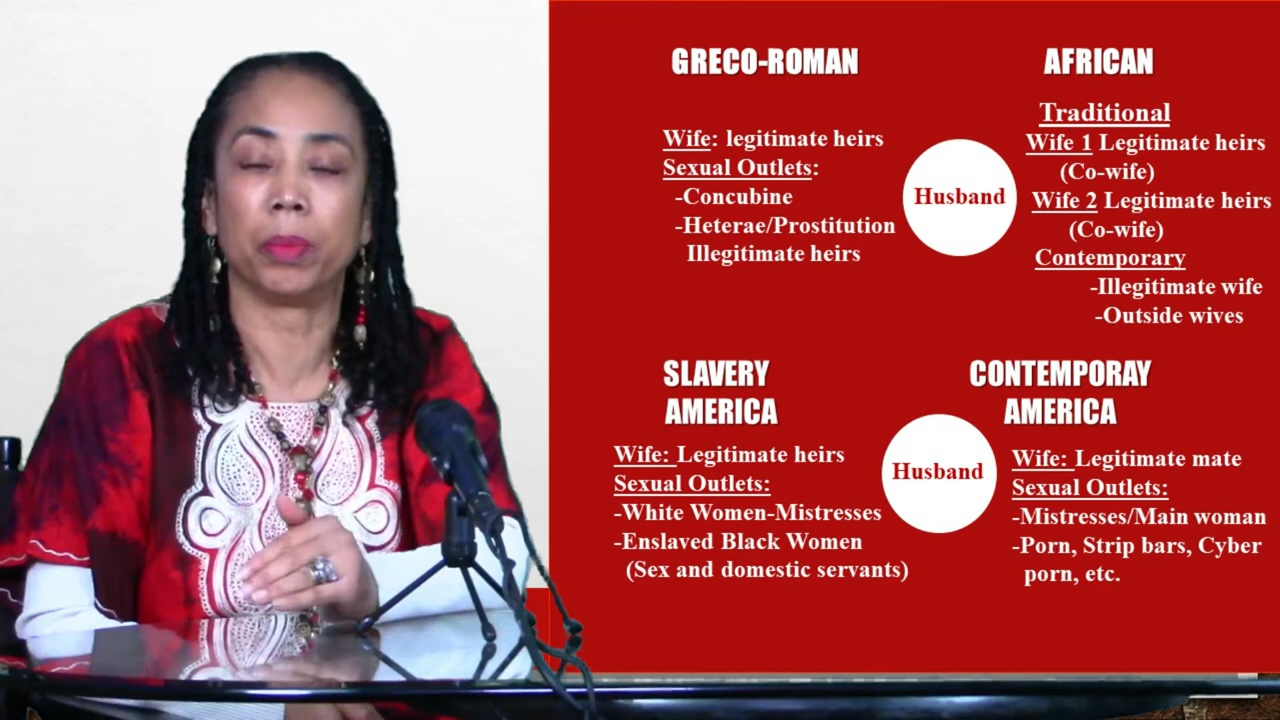 GRECO-ROMAN
Wife: legitimate heirs
Sexual Outlets:
-Concubine
-Heterae/Prostitution
Illegitimate heirs
Husband
AFRICAN
Traditional
Wife 1 Legitimate heirs
(Co-wife)
Wife 2 Legitimate heirs
(Co-wife)
Contemporary
-Illegitimate wife
-Outside wives
SLAVERY
AMERICA
Wife: Legitimate heirs
Sexual Outlets:
-White Women-Mistresses
-Enslaved Black Women
(Sex and domestic servants)
Husband
CONTEMPORAY
AMERICA
Wife: Legitimate mate
Sexual Outlets:
-Mistresses/Main woman
-Porn, Strip bars, Cyber
porn, etc.